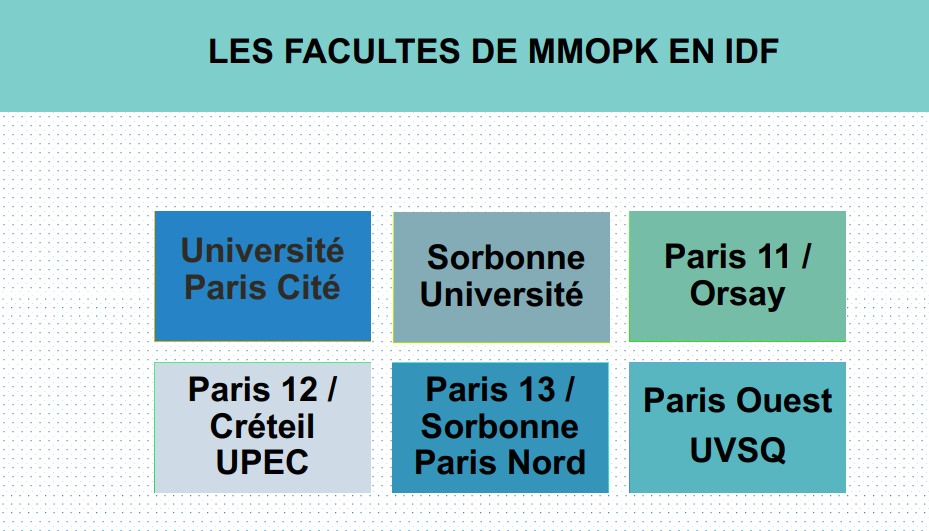 LES FACULTES DE MMOPK EN IDF
Université
Paris Cité
Sorbonne
Université
Paris 11 /
Orsay
Paris 12 /
Créteil
UPEC
Paris 13 /
Sorbonne
Paris Nord
Paris Ouest
UVSQ